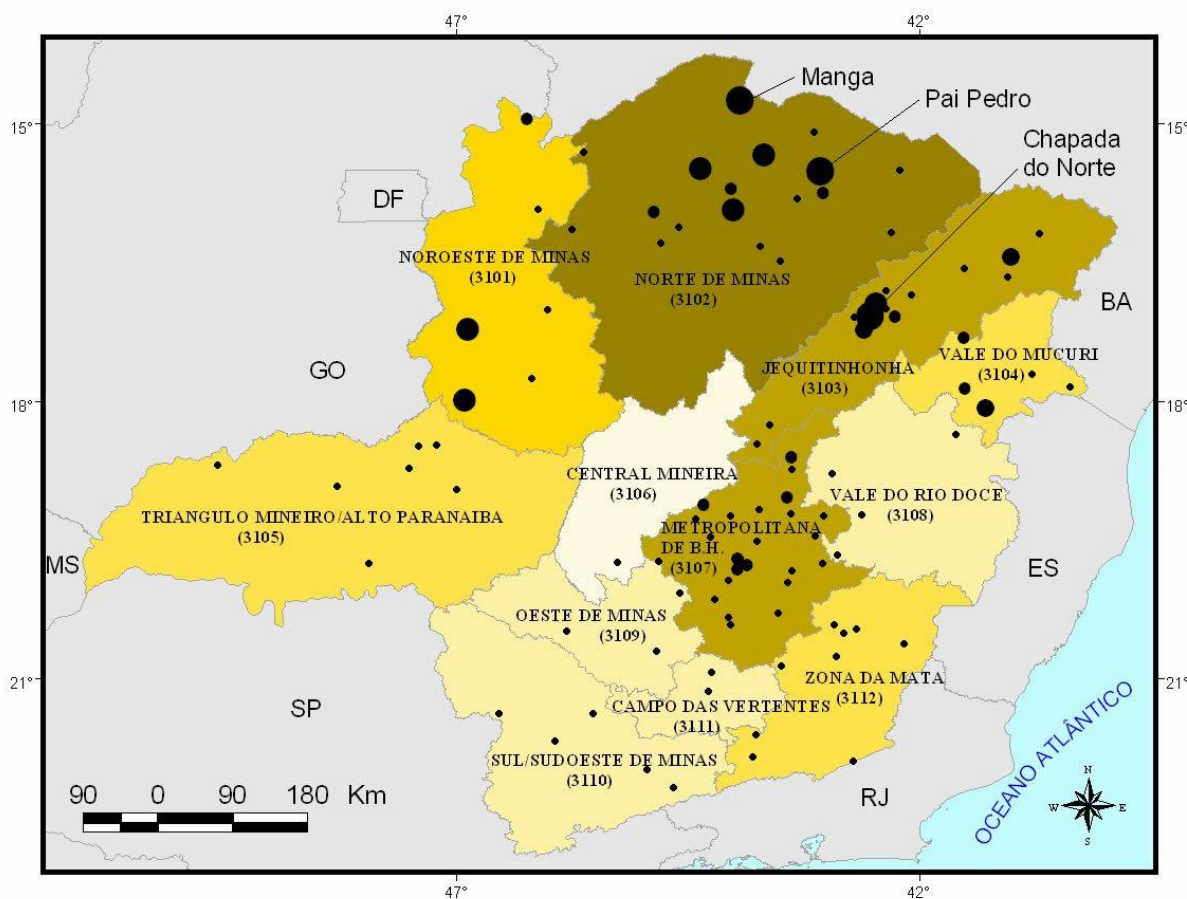 47°
42°
Manga
15°
15°
Pai Pedro
Chapada
do Norte
DF
NOROESTE DE MINAS
(3101)
NORTE DE MINAS
(3102)
BA
GO
JEQUITINHONHA
(3103)
VALE DO MUCURI
(3104)
18°
18°
CENTRAL MINEIRA
(3106)
VALE DO RIO DOCE
(3108)
TRIANGULO MINEIRO/ALTO PARANAIBA
(3105)
METROPOLITANA
DE B.H.
(3107)
MS
ES
OESTE DE MINAS
(3109)
21°
21°
ZONA DA MATA
(3112)
SP
CAMPO DAS VERTENTES
(3111)
SUL/SUDOESTE DE MINAS
(3110)
OCEANO ATLÂNTICO
90 0 90 180 Km
RJ
N
W E
S
47°
42°